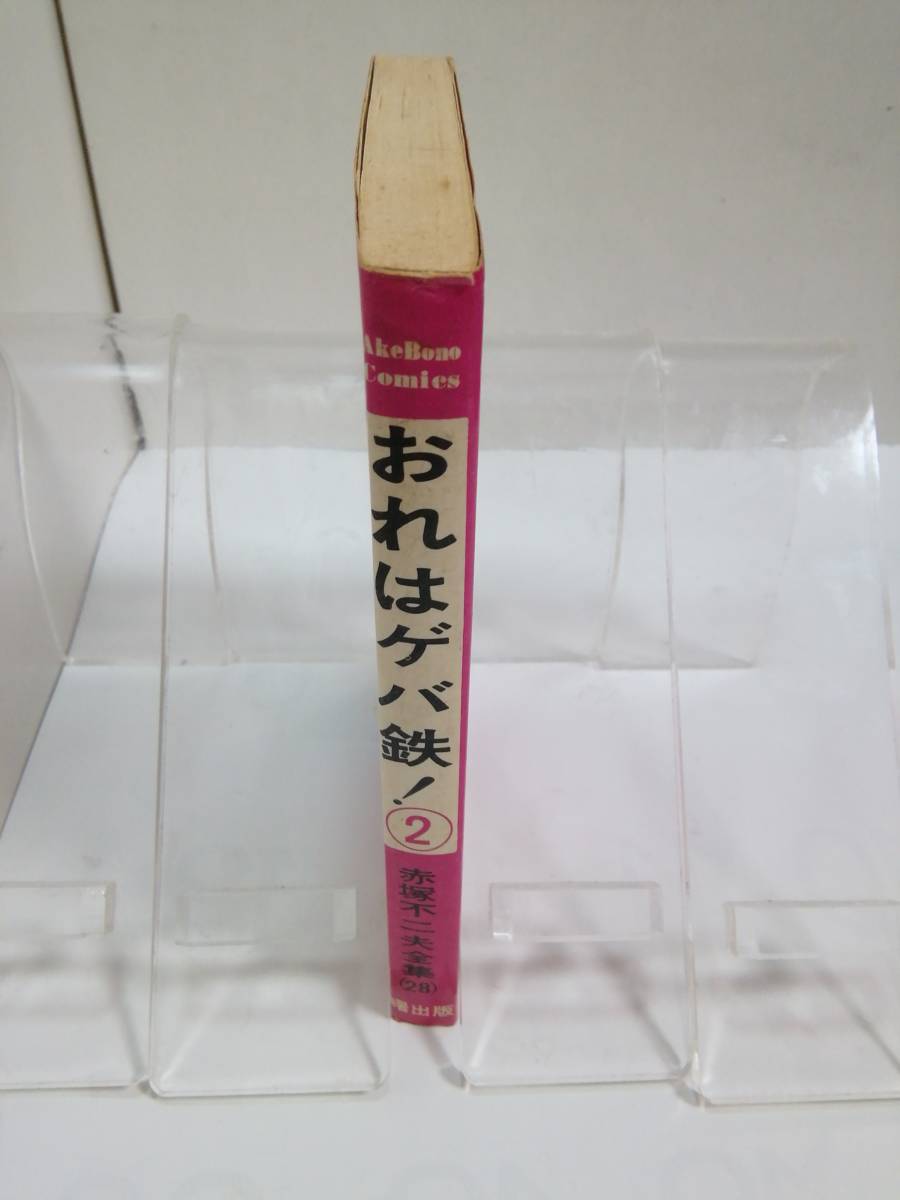 AkeBono
Comics
おれはゲバ鉄!
2
赤塚不二夫全集(28)
曙出版